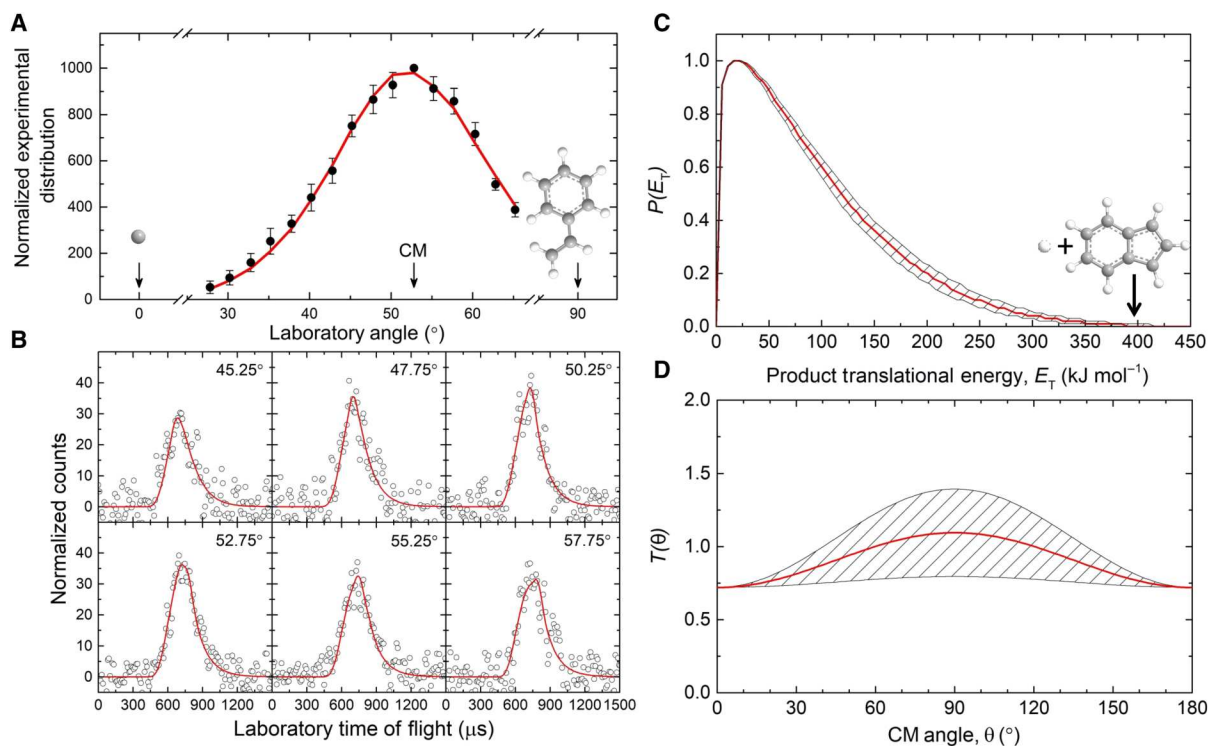 A
Normalized experimental
distribution
1000
800
600
400
200
0
CM
0 30 40 50 60 90
Laboratory angle (°)
B
Normalized counts
40
30
20
10
0
45.25°
47.75°
50.25°
30
20
10
0
52.75°
55.25°
57.75°
0 300 600 900 1200 0 300 600 900 1200 0 300 600 900 1200 1500
Laboratory time of flight (μs)
C
P(E_T)
1.0
0.8
0.6
0.4
0.2
0.0
+
0 50 100 150 200 250 300 350 400 450
Product translational energy, E_T (kJ mol⁻¹)
D
T(θ)
2.0
1.5
1.0
0.5
0.0
0 30 60 90 120 150 180
CM angle, θ (°)